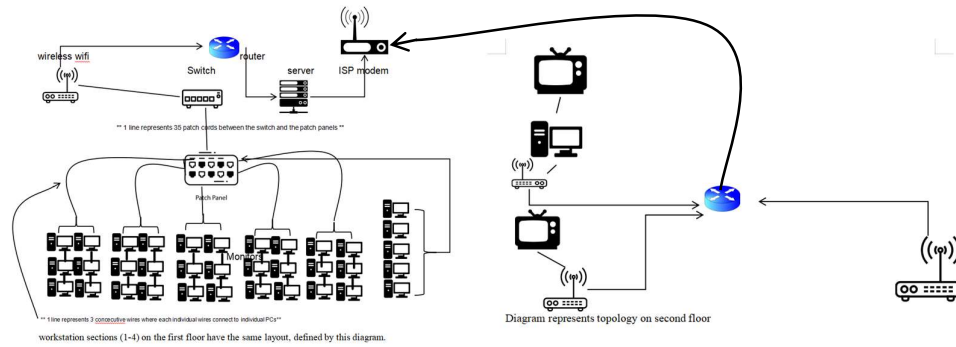 wireless wifi
router
Switch
server
ISP modem
** 1 line represents 35 patch cords between the switch and the patch panels **
Patch Panel
Monitors
** 1 line represents 3 concecutive wires where each individual wires connect to individual PCs**
workstation sections (1-4) on the first floor have the same layout, defined by this diagram.
Diagram represents topology on second floor